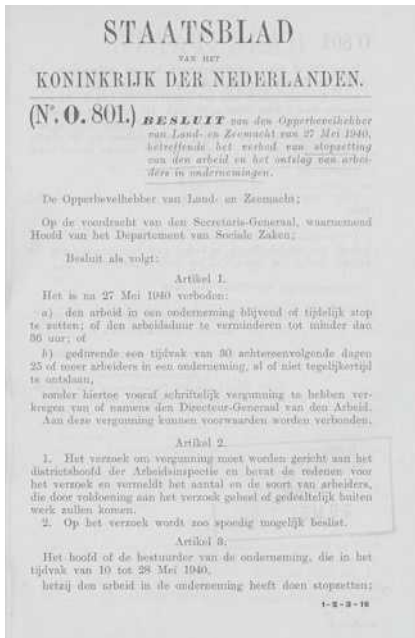 STAATSBLAD
VAN HET
KONINKRIJK DER NEDERLANDEN.
(N°. O. 801.) BESLUIT van den Opperbevelhebber
van Land- en Zeemacht van 27 Mei 1940,
betreffende het verbod van stopzetting
van den arbeid en het ontslag van arbei-
ders in ondernemingen.
De Opperbevelhebber van Land- en Zeemacht;
Op de voordracht van den Secretaris-Generaal, waarnemend
Hoofd van het Departement van Sociale Zaken;
Besluit als volgt:
Artikel 1.
Het is na 27 Mei 1940 verboden:
a) den arbeid in een onderneming blijvend of tijdelijk stop
te zetten; of den arbeidsduur te verminderen tot minder dan
36 uur; of
b) gedurende een tijdvak van 30 achtereenvolgende dagen
25 of meer arbeiders in een onderneming, al of niet tegelijkertijd
te ontslaan,
zonder hiertoe vooraf schriftelijk vergunning te hebben ver-
kregen van of namens den Directeur-Generaal van den Arbeid.
Aan deze vergunning kunnen voorwaarden worden verbonden.
Artikel 2.
1. Het verzoek om vergunning moet worden gericht aan het
districtshoofd der Arbeidsinspectie en bevat de redenen voor
het verzoek en vermeldt het aantal en de soort van arbeiders,
die door voldoening aan het verzoek geheel of gedeeltelijk buiten
werk zullen komen.
2. Op het verzoek wordt zoo spoedig mogelijk beslist.
Artikel 3.
Het hoofd of de bestuurder van de onderneming, die in het
tijdvak van 10 tot 28 Mei 1940,
hetzij den arbeid in de onderneming heeft doen stopzetten;
1-2-3-16